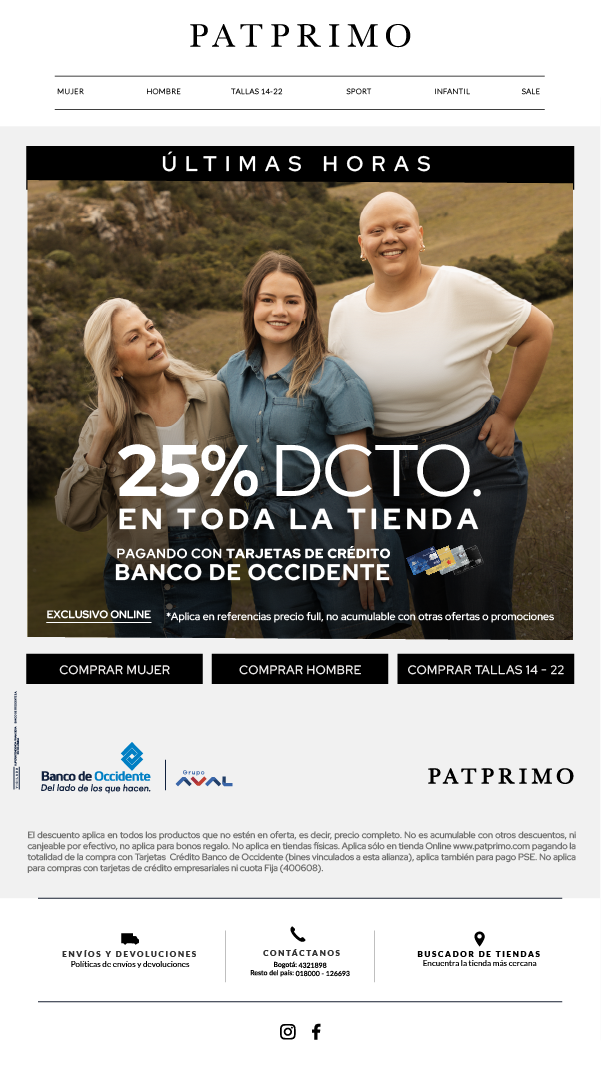 PATPRIMO
MUJER
HOMBRE
TALLAS 14-22
SPORT
INFANTIL
SALE
ÚLTIMAS HORAS
25% DCTO.
EN TODA LA TIENDA
PAGANDO CON TARJETAS DE CRÉDITO
BANCO DE OCCIDENTE
EXCLUSIVO ONLINE
*Aplica en referencias precio full, no acumulable con otras ofertas o promociones
COMPRAR MUJER
COMPRAR HOMBRE
COMPRAR TALLAS 14 - 22
Banco de Occidente
Del lado de los que hacen.
Grupo
AVAL
PATPRIMO
El descuento aplica en todos los productos que no estén en oferta, es decir, precio completo. No es acumulable con otros descuentos, ni
canjeable por efectivo, no aplica para bonos regalo. No aplica en tiendas físicas. Aplica sólo en tienda Online www.patprimo.com pagando la
totalidad de la compra con Tarjetas Crédito Banco de Occidente (bines vinculados a esta alianza), aplica también para pago PSE. No aplica
para compras con tarjetas de crédito empresariales ni cuota Fija (400608).
ENVÍOS Y DEVOLUCIONES
Políticas de envíos y devoluciones
CONTÁCTANOS
Bogotá: 4321898
Resto del país: 018000 - 126693
BUSCADOR DE TIENDAS
Encuentra la tienda más cercana